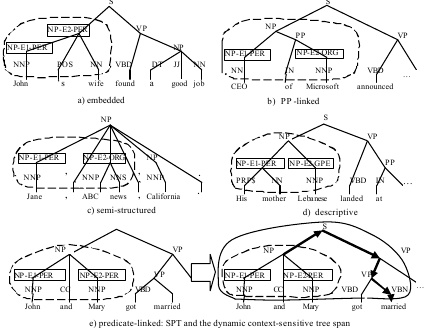 S
S
NP-E2-PER
VP
NP
VP
NP-E1-PER
NP
NP-E1-PER
PP
NP-E2-ORG
NNP POS NN VBD DT JJ NN
NN IN NNP VBD ...
John 's wife found a good job
CEO of Microsoft announced
a) embedded
b) PP -linked
NP
S
NP
VP
NP-E1-PER NP-E2-ORG NP
NP-E1-PER NP-E2-GPE
PP
NNP , NNP NNS , NNP .
PRP$ NN NNP VBD IN ...
Jane , ABC news , California .
His mother Lebanese landed at
c) semi-structured
d) descriptive
S
NP
VP
NP
VP
NP-E1-PER NP-E2-PER
VP
NP-E1-PER NP-E2-PER
VP
NNP CC NNP VBD
NNP CC NNP VBD VBN ...
John and Mary got married
John and Mary got married
e) predicate-linked: SPT and the dynamic context-sensitive tree span